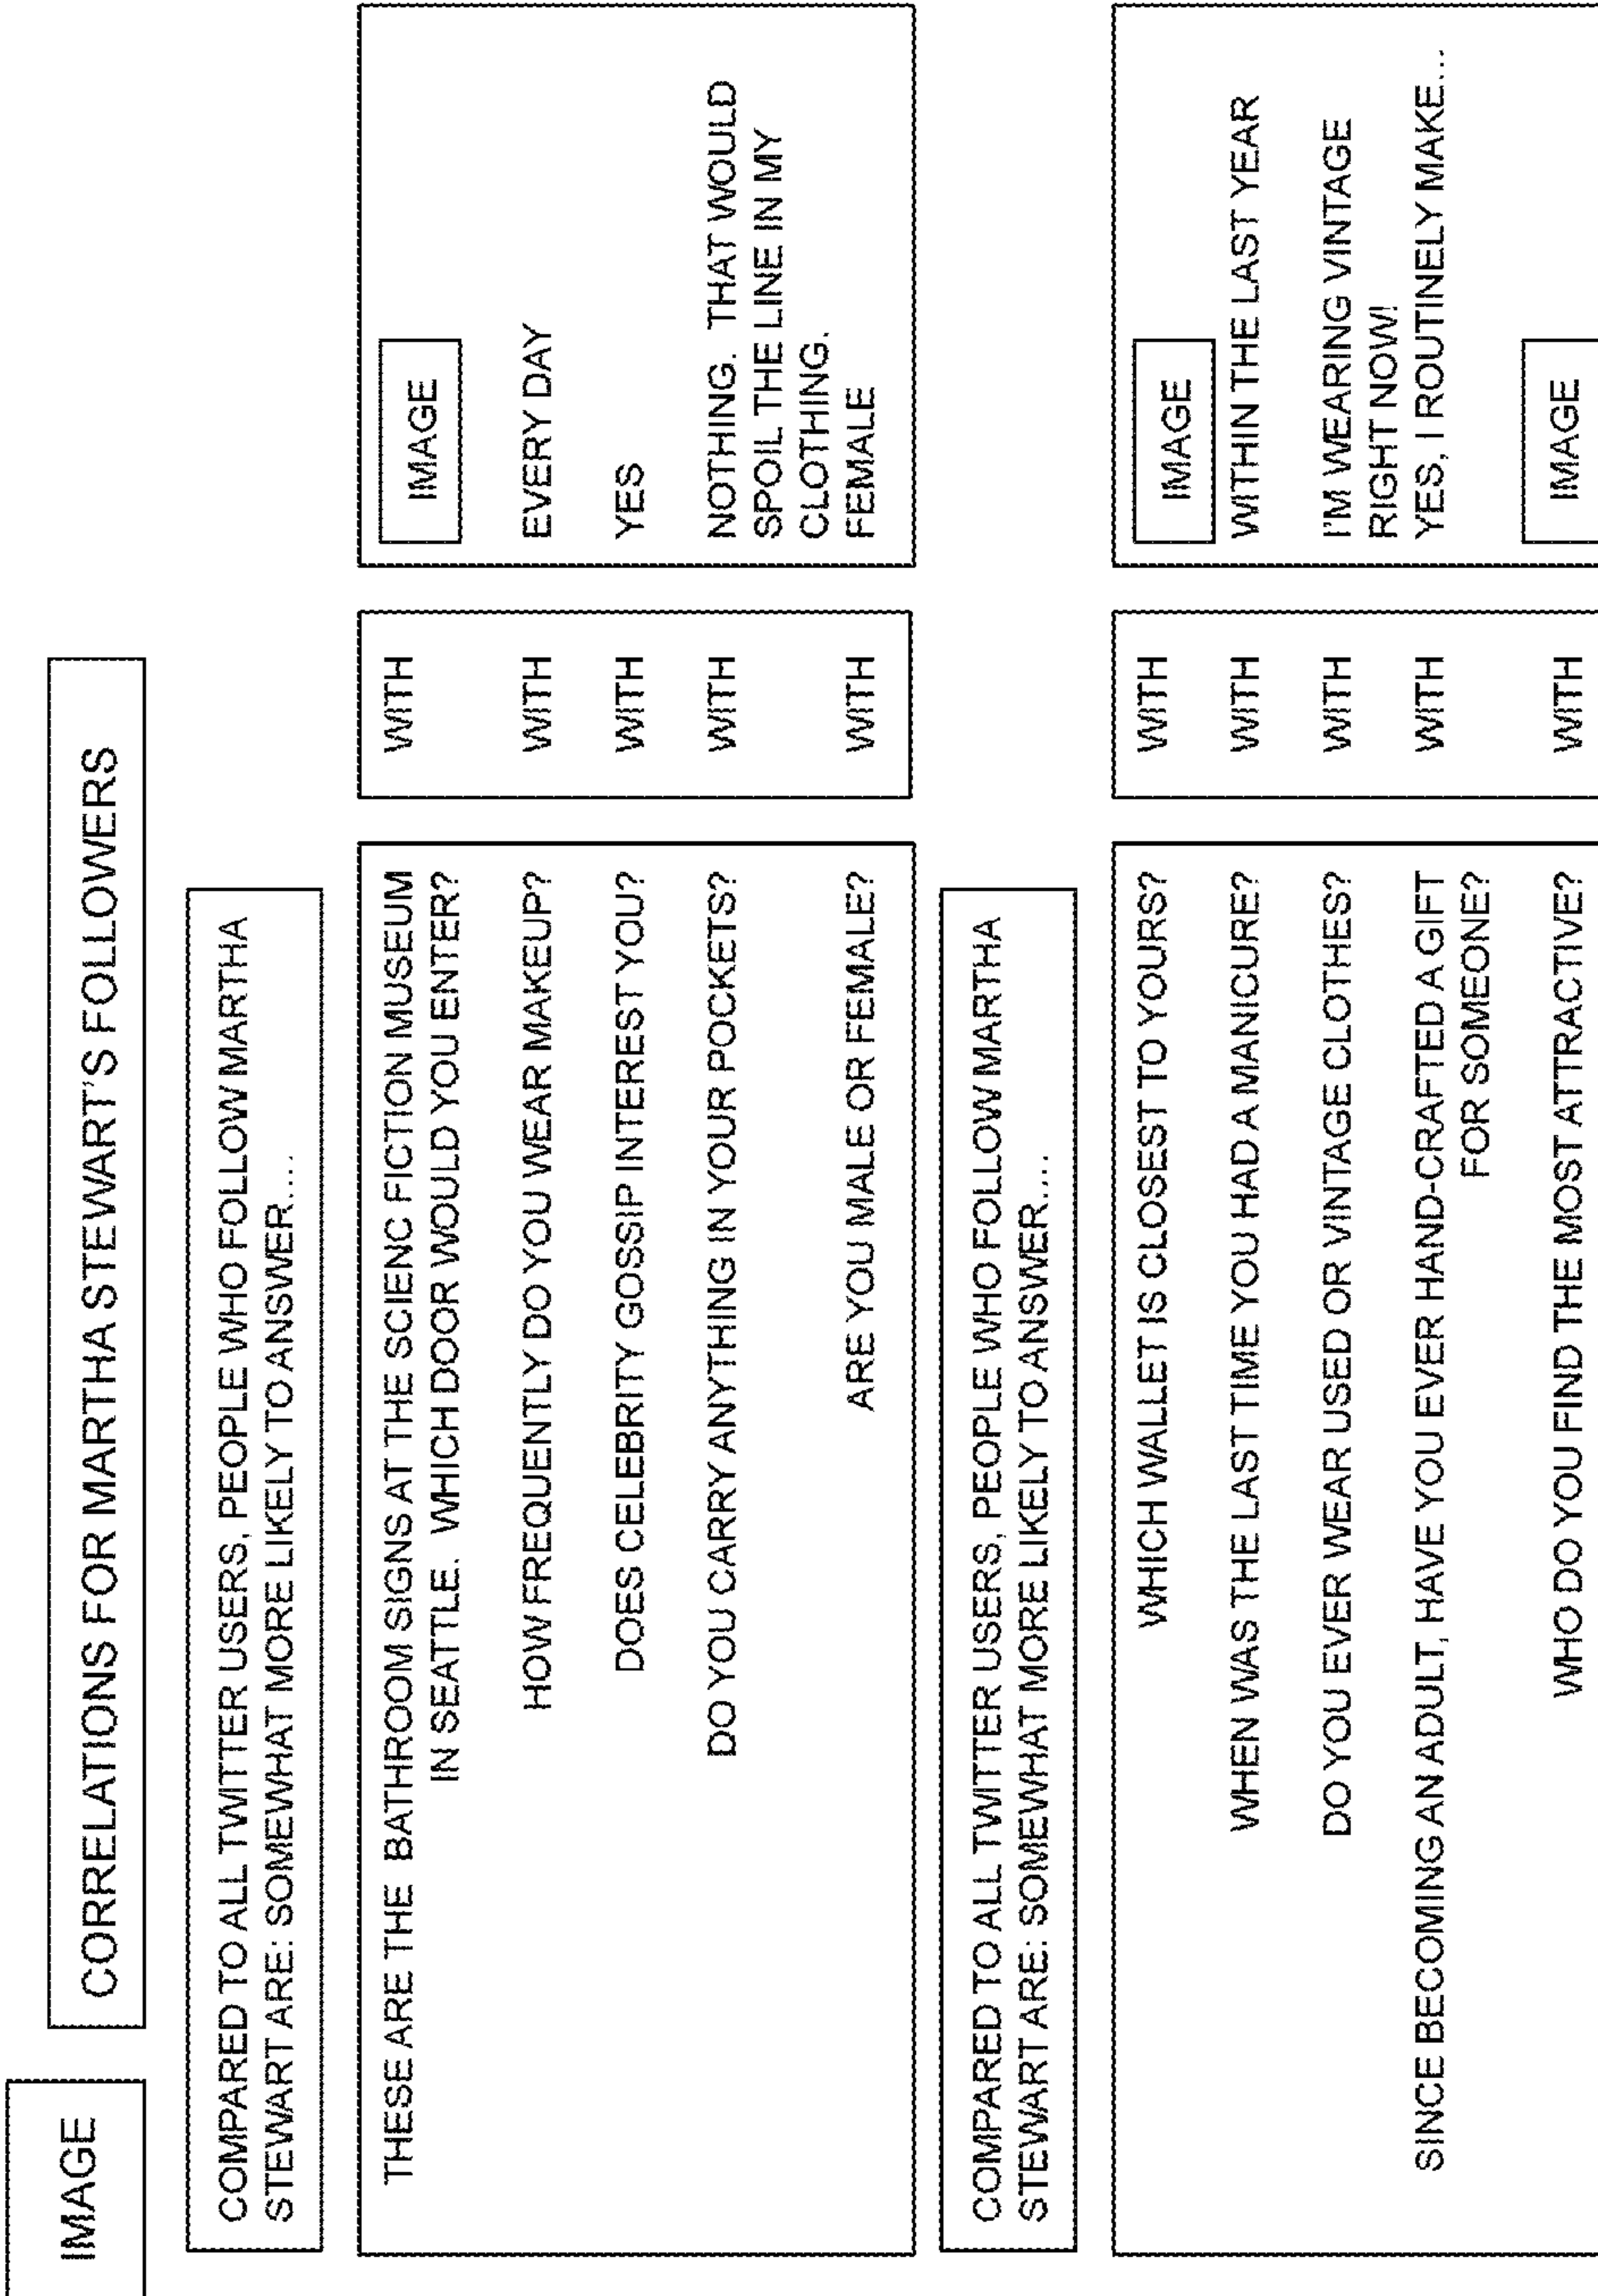 IMAGE
CORRELATIONS FOR MARTHA STEWART'S FOLLOWERS
COMPARED TO ALL TWITTER USERS, PEOPLE WHO FOLLOW MARTHA
STEWART ARE: SOMEWHAT MORE LIKELY TO ANSWER....
THESE ARE THE BATHROOM SIGNS AT THE SCIENC FICTION MUSEUM
IN SEATTLE. WHICH DOOR WOULD YOU ENTER?
WITH
IMAGE
HOW FREQUENTLY DO YOU WEAR MAKEUP?
WITH
EVERY DAY
DOES CELEBRITY GOSSIP INTEREST YOU?
WITH
YES
DO YOU CARRY ANYTHING IN YOUR POCKETS?
WITH
NOTHING. THAT WOULD
SPOIL THE LINE IN MY
CLOTHING.
ARE YOU MALE OR FEMALE?
WITH
FEMALE
COMPARED TO ALL TWITTER USERS, PEOPLE WHO FOLLOW MARTHA
STEWART ARE: SOMEWHAT MORE LIKELY TO ANSWER....
WHICH WALLET IS CLOSEST TO YOURS?
WITH
IMAGE
WHEN WAS THE LAST TIME YOU HAD A MANICURE?
WITH
WITHIN THE LAST YEAR
DO YOU EVER WEAR USED OR VINTAGE CLOTHES?
WITH
I'M WEARING VINTAGE
RIGHT NOW!
SINCE BECOMING AN ADULT, HAVE YOU EVER HAND-CRAFTED A GIFT
FOR SOMEONE?
WITH
YES, I ROUTINELY MAKE...
WHO DO YOU FIND THE MOST ATTRACTIVE?
WITH
IMAGE